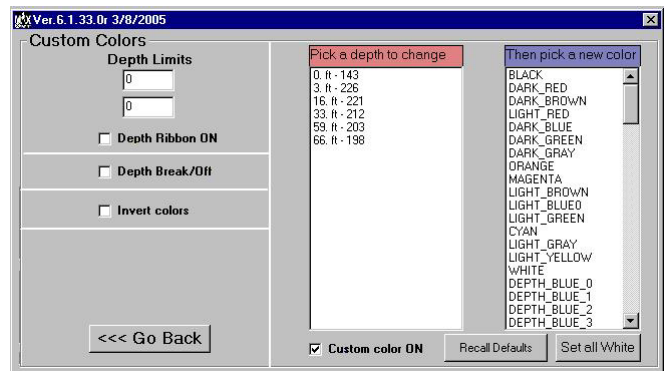 Ver.6.1.33.0r 3/8/2005
Custom Colors
Depth Limits
0
0
Depth Ribbon ON
Depth Break/Off
Invert colors
<<< Go Back
Pick a depth to change
0. ft - 143
3. ft - 226
16. ft - 221
33. ft - 212
59. ft - 203
66. ft - 198
Custom color ON
Then pick a new color
BLACK
DARK_RED
DARK_BROWN
LIGHT_RED
DARK_BLUE
DARK_GREEN
DARK_GRAY
ORANGE
MAGENTA
LIGHT_BROWN
LIGHT_BLUE0
LIGHT_GREEN
CYAN
LIGHT_GRAY
LIGHT_YELLOW
WHITE
DEPTH_BLUE_0
DEPTH_BLUE_1
DEPTH_BLUE_2
DEPTH_BLUE_3
Recall Defaults
Set all White